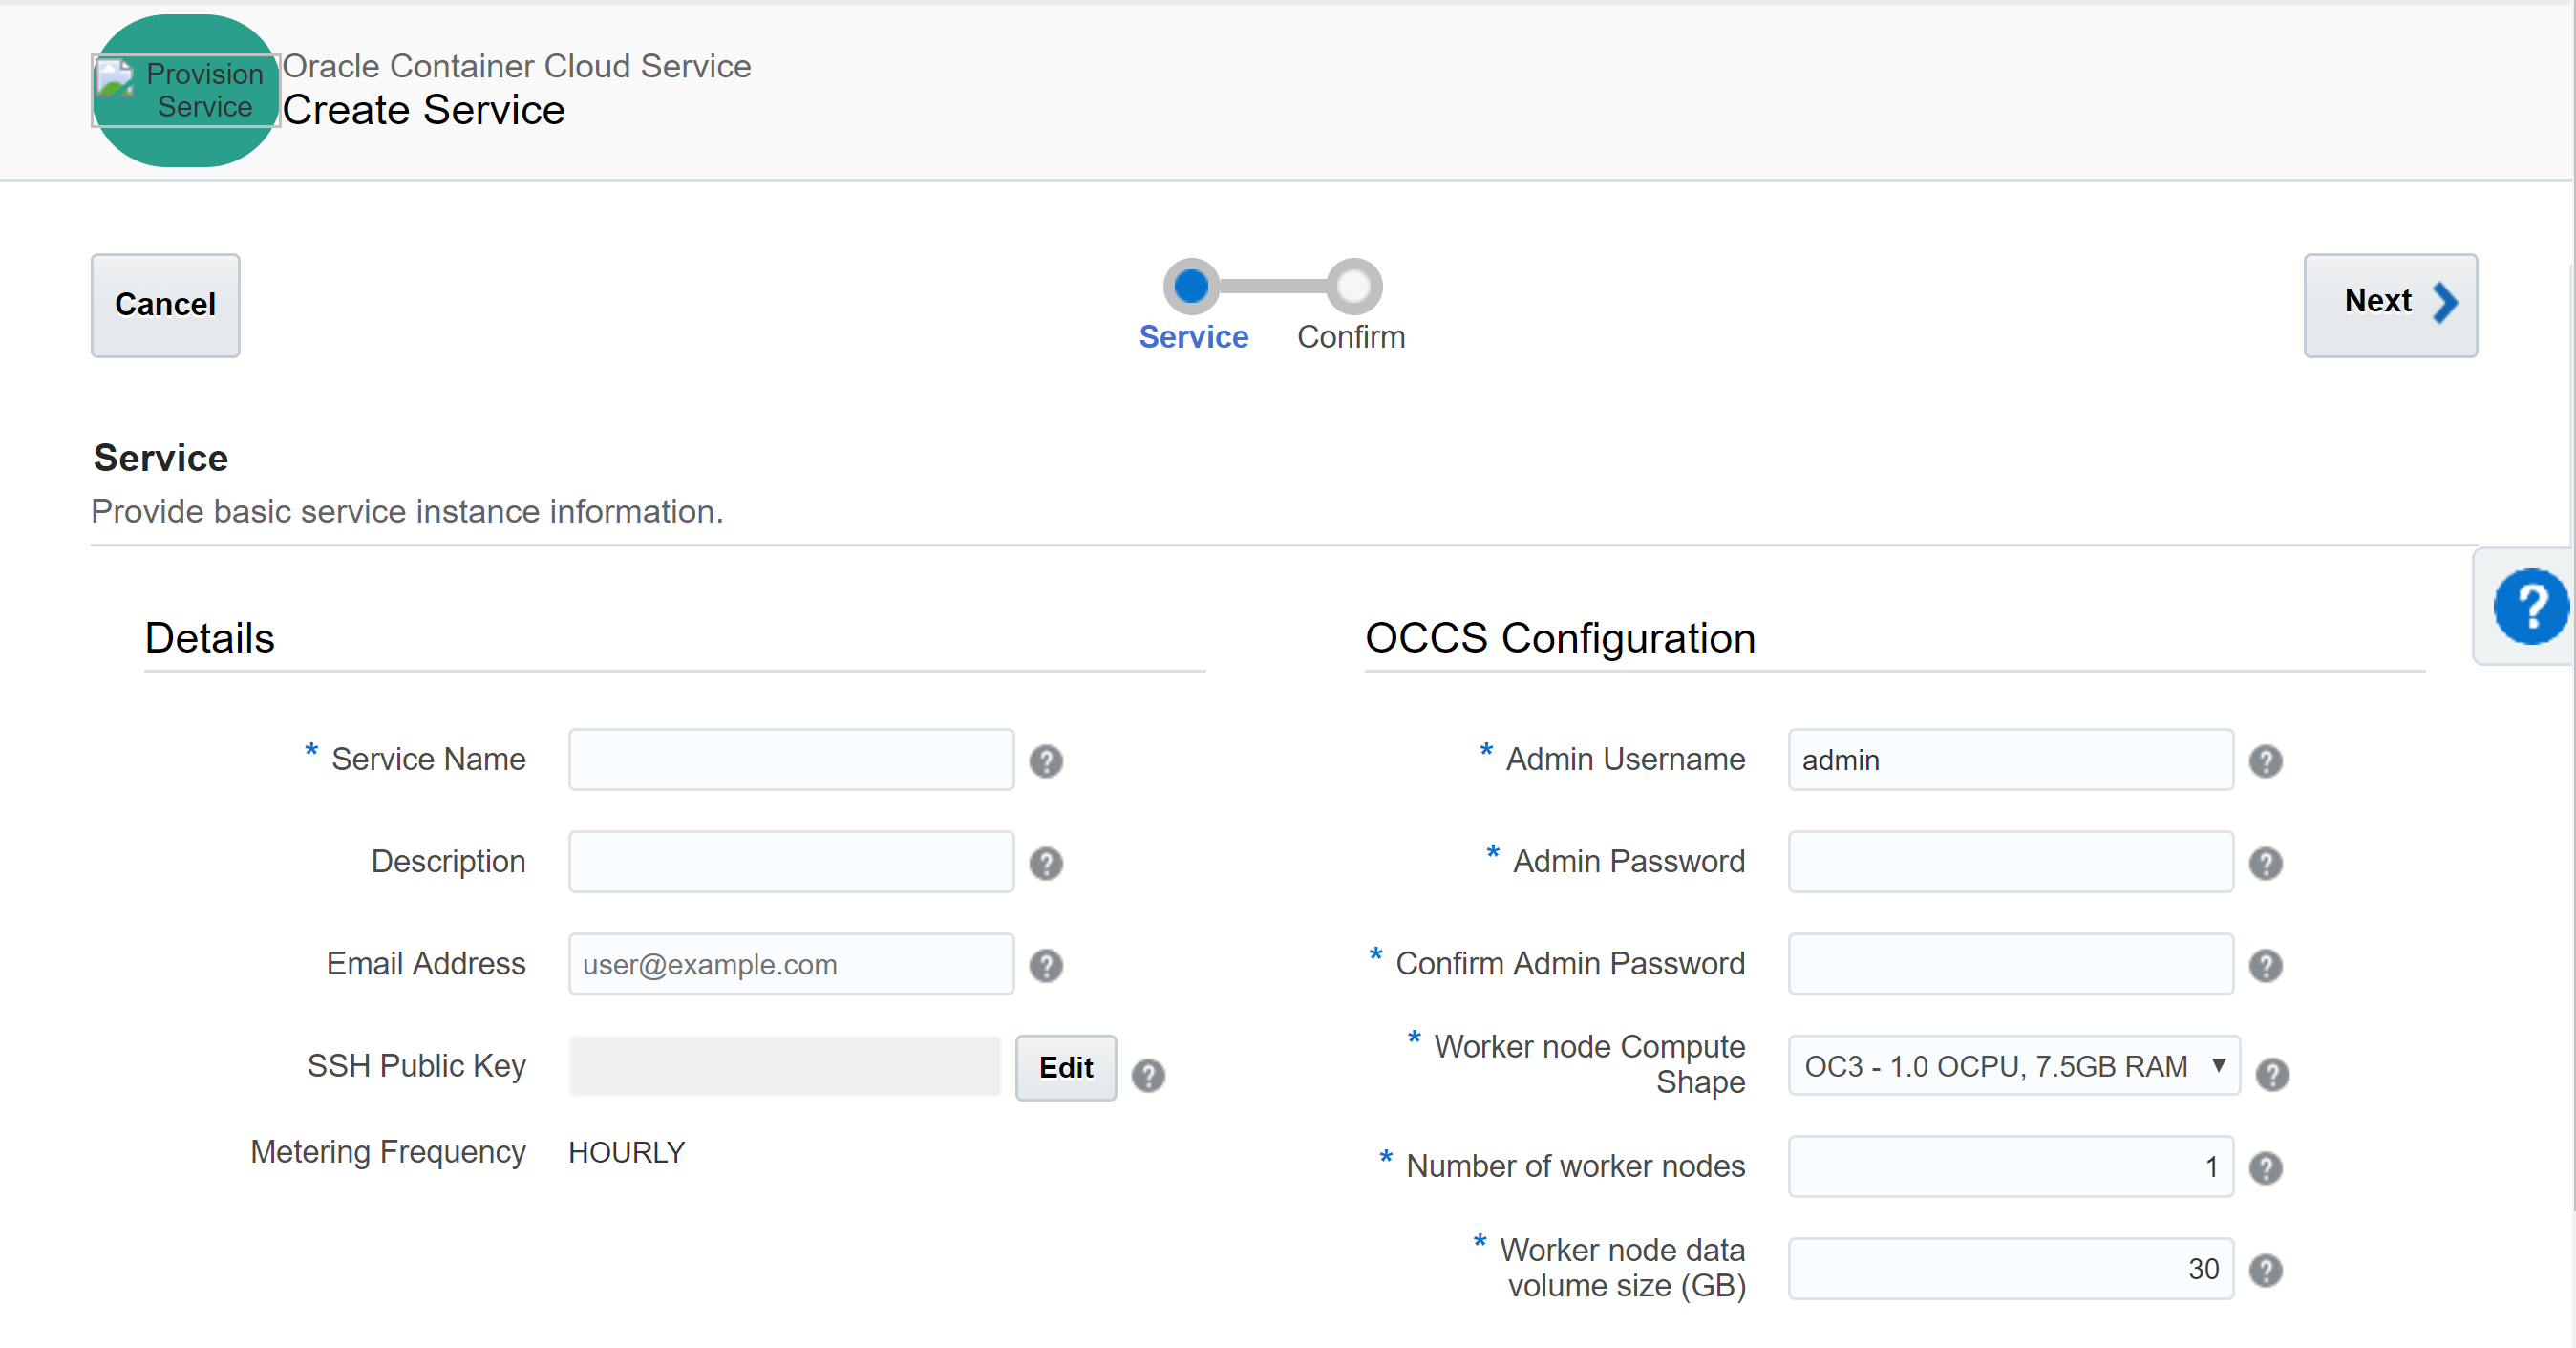 Provision
Service
Oracle Container Cloud Service
Create Service
Cancel
Service
Confirm
Next
Service
Provide basic service instance information.
?
Details
* Service Name
?
Description
?
Email Address
user@example.com
?
SSH Public Key
Edit
?
Metering Frequency
HOURLY
OCCS Configuration
* Admin Username
admin
?
* Admin Password
?
* Confirm Admin Password
?
* Worker node Compute
Shape
OC3 - 1.0 OCPU, 7.5GB RAM
?
* Number of worker nodes
1
?
* Worker node data
volume size (GB)
30
?